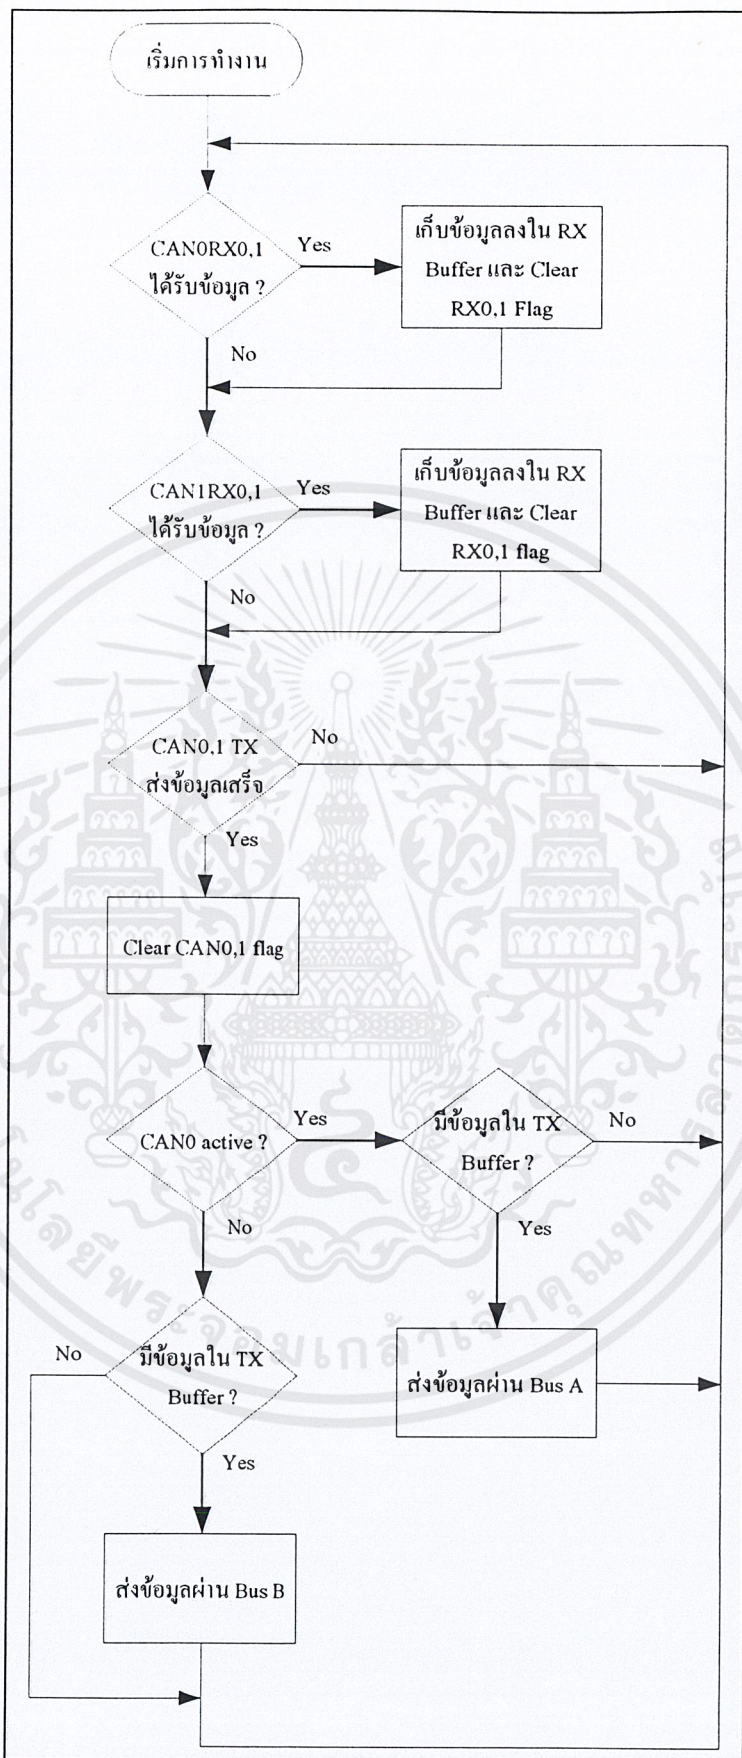 เริ่มการทำงาน
CAN0RX0,1
ได้รับข้อมูล ?
Yes
เก็บข้อมูลลงใน RX
Buffer และ Clear
RX0,1 Flag
No
CAN1RX0,1
ได้รับข้อมูล ?
Yes
เก็บข้อมูลลงใน RX
Buffer และ Clear
RX0,1 flag
No
CAN0,1 TX
ส่งข้อมูลเสร็จ
No
Yes
Clear CAN0,1 flag
CAN0 active ?
Yes
มีข้อมูลใน TX
Buffer ?
No
No
Yes
มีข้อมูลใน TX
Buffer ?
No
ส่งข้อมูลผ่าน Bus A
Yes
ส่งข้อมูลผ่าน Bus B